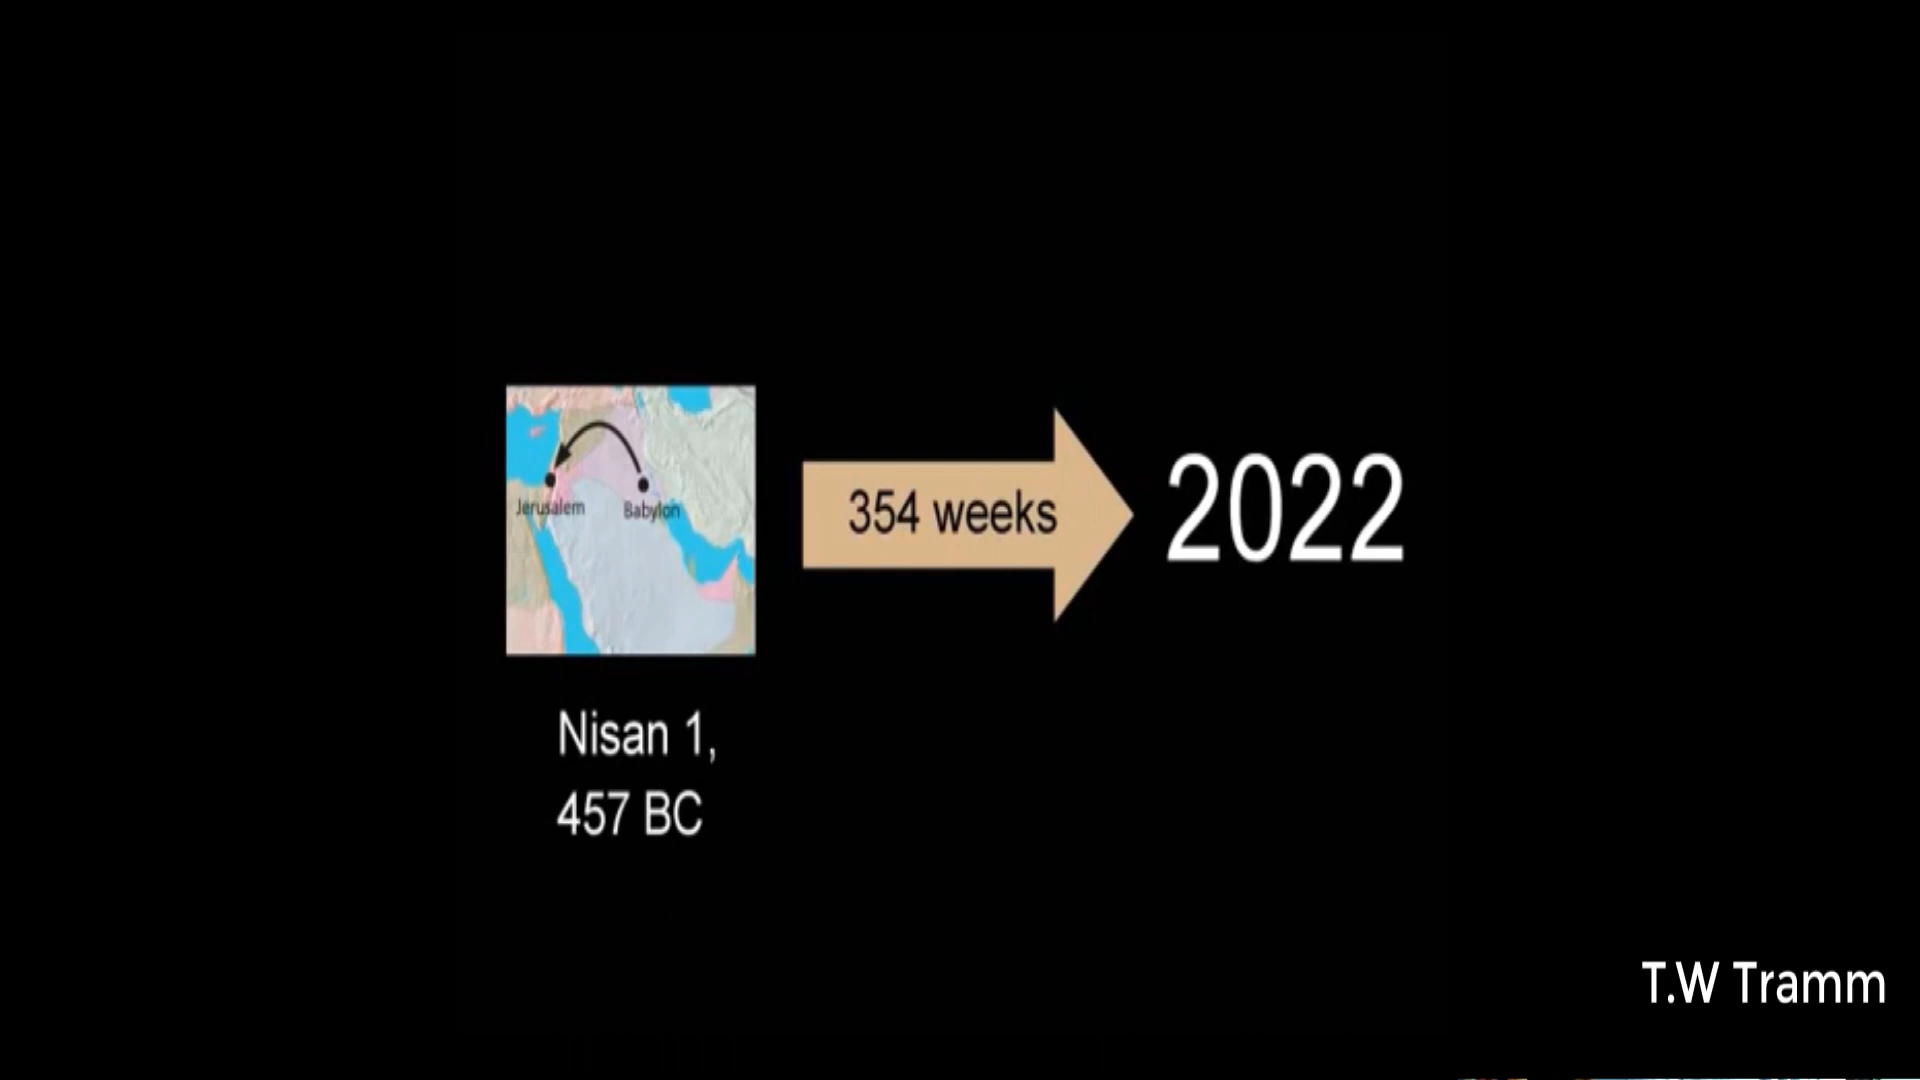 Jerusalem
Babylon
354 weeks
2022
Nisan 1,
457 BC
T.W Tramm